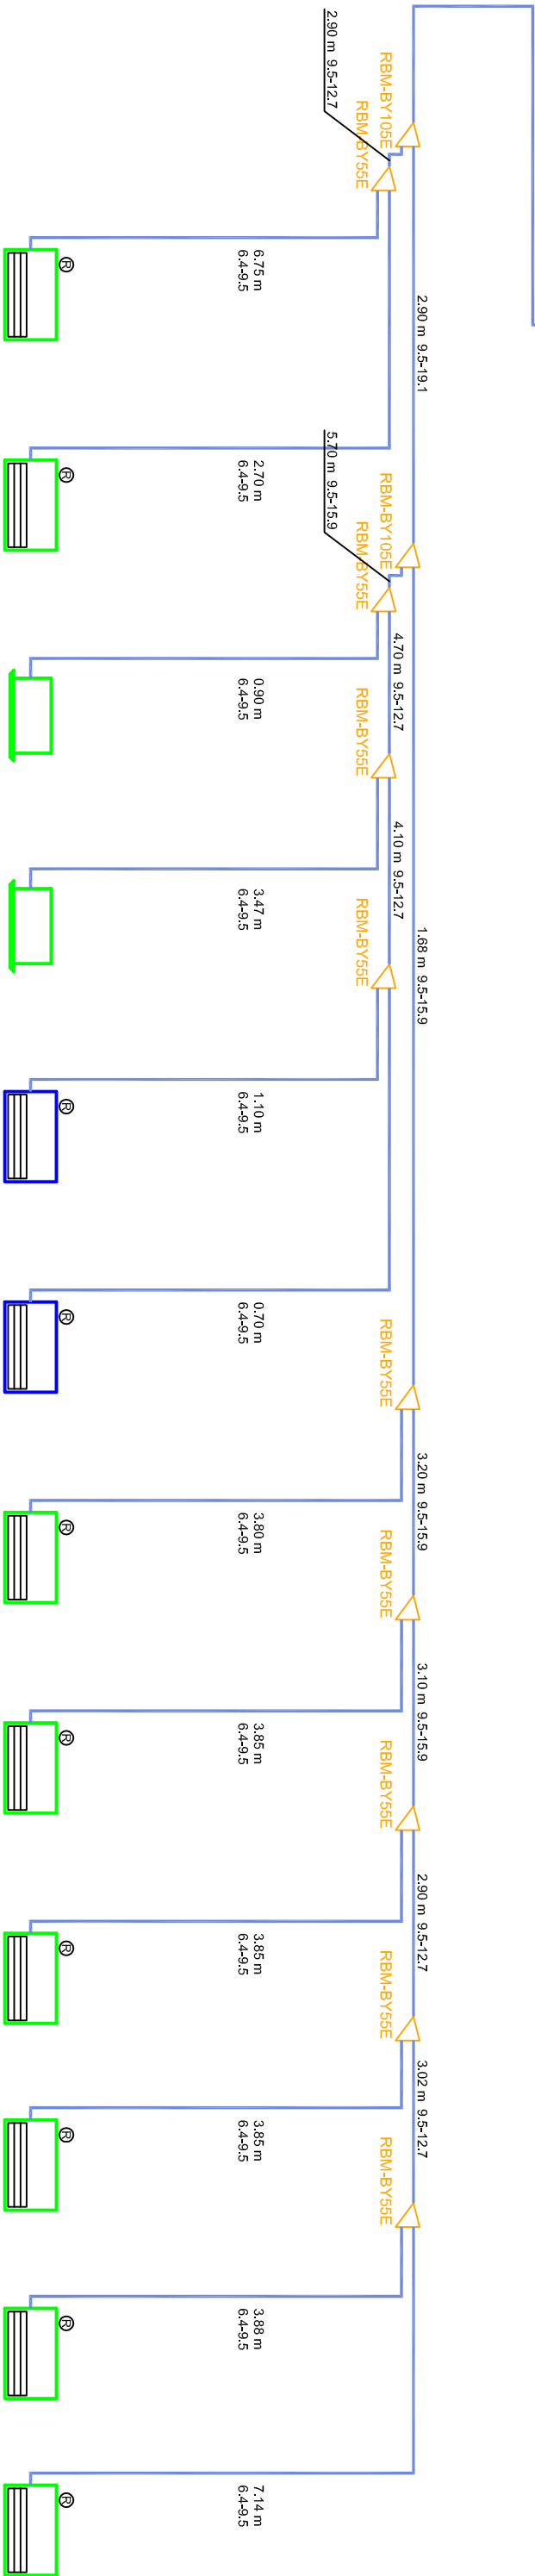 RBM-BY105E
2.90 m 9.5-12.7
RBM-BY55E
6.75 m
6.4-9.5
Ⓡ
2.90 m 9.5-19.1
2.70 m
6.4-9.5
Ⓡ
RBM-BY105E
5.70 m 9.5-15.9
RBM-BY55E
0.90 m
6.4-9.5
4.70 m 9.5-12.7
RBM-BY55E
3.47 m
6.4-9.5
4.10 m 9.5-12.7
RBM-BY55E
1.10 m
6.4-9.5
Ⓡ
0.70 m
6.4-9.5
Ⓡ
1.68 m 9.5-15.9
RBM-BY55E
3.80 m
6.4-9.5
Ⓡ
3.20 m 9.5-15.9
RBM-BY55E
3.85 m
6.4-9.5
Ⓡ
3.10 m 9.5-15.9
RBM-BY55E
3.85 m
6.4-9.5
Ⓡ
2.90 m 9.5-12.7
RBM-BY55E
3.85 m
6.4-9.5
Ⓡ
3.02 m 9.5-12.7
RBM-BY55E
3.88 m
6.4-9.5
Ⓡ
7.14 m
6.4-9.5
Ⓡ